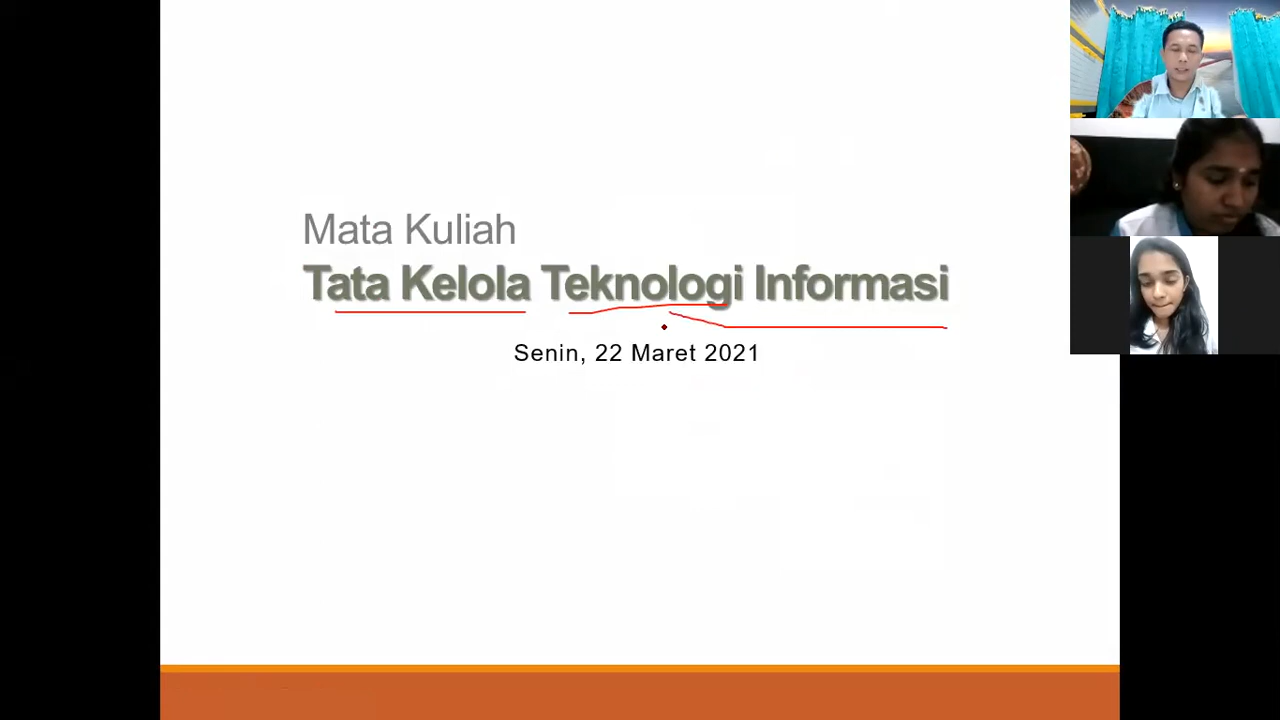 Mata Kuliah
Tata Kelola Teknologi Informasi
Senin, 22 Maret 2021